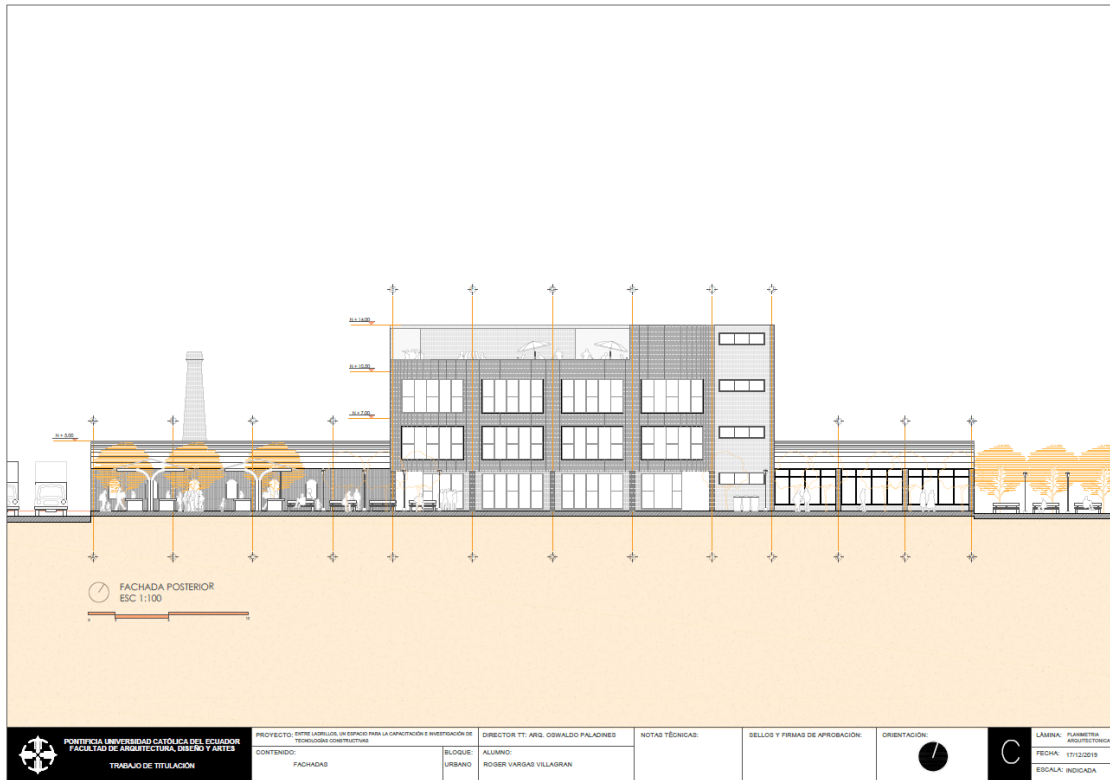 N + 14.00
N + 10.50
N + 7.00
N + 5.00
FACHADA POSTERIOR
ESC 1:100
PONTIFICIA UNIVERSIDAD CATÓLICA DEL ECUADOR
FACULTAD DE ARQUITECTURA, DISEÑO Y ARTES
TRABAJO DE TITULACIÓN
PROYECTO: ENTRE LADRILLOS, UN ESPACIO PARA LA CAPACITACIÓN E INVESTIGACIÓN DE
TECNOLOGÍAS CONSTRUCTIVAS
CONTENIDO:
FACHADAS
BLOQUE:
URBANO
DIRECTOR TT: ARQ. OSWALDO PALADINES
ALUMNO:
ROGER VARGAS VILLAGRAN
NOTAS TÉCNICAS:
SELLOS Y FIRMAS DE APROBACIÓN:
ORIENTACIÓN:
C
LÁMINA: PLANIMETRIA
ARQUITECTONICA
FECHA: 17/12/2019
ESCALA: INDICADA